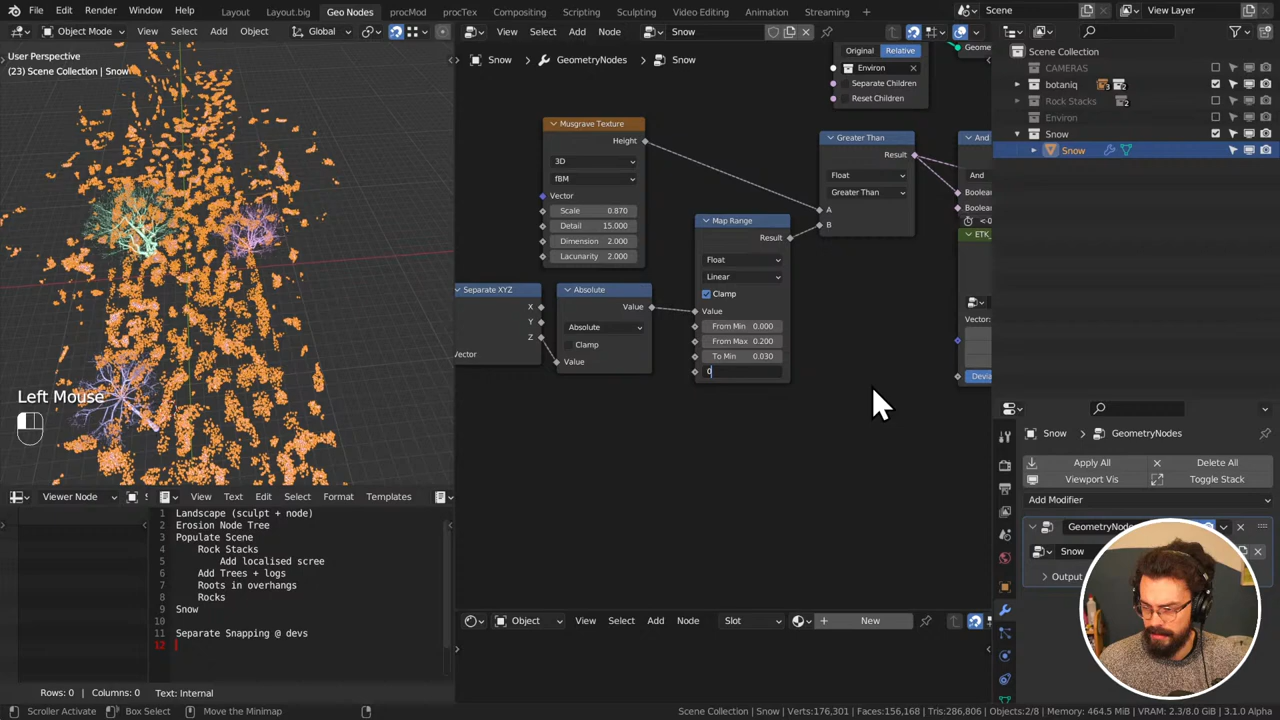 File Edit Render Window Help Layout Layout.big Geo Nodes procMod procTex Compositing Scripting Sculpting Video Editing Animation Streaming + Scene View Layer
Object Mode View Select Add Object Global
View Select Add Node Snow
User Perspective
(23) Scene Collection | Snow
Snow > GeometryNodes > Snow
Original Relative
Environ
Separate Children
Reset Children
Geome
Musgrave Texture
Height
3D
fBM
Vector
Scale 0.870
Detail 15.000
Dimension 2.000
Lacunarity 2.000
Greater Than
Result
Float
Greater Than
A
B
And
And
Boolean
Boolean
<-0
ETK_
Vector:
Devia
Map Range
Result
Float
Linear
Clamp
Value
From Min 0.000
From Max 0.200
To Min 0.030
0
Separate XYZ
X
Y
Z
Vector
Absolute
Value
Absolute
Clamp
Value
Left Mouse
Scene Collection
CAMERAS
botaniq 3 2
Rock Stacks 2
Environ
Snow
Snow
Snow > GeometryNodes
Apply All Delete All
Viewport Vis Toggle Stack
Add Modifier
GeometryNode
Snow
Output
Viewer Node
View Text Edit Select Format Templates
1 Landscape (sculpt + node)
2 Erosion Node Tree
3 Populate Scene
4 Rock Stacks
5 Add localised scree
6 Add Trees + logs
7 Roots in overhangs
8 Rocks
9 Snow
10
11 Separate Snapping @ devs
12
Object View Select Add Node Slot + New
Rows: 0 | Columns: 0 Text: Internal
Scroller Activate Box Select Move the Minimap Scene Collection | Snow | Verts:176,301 | Faces:156,168 | Tris:286,806 | Objects:2/8 | Memory: 464.5 MiB | VRAM: 2.3/8.0 GiB | 3.1.0 Alpha